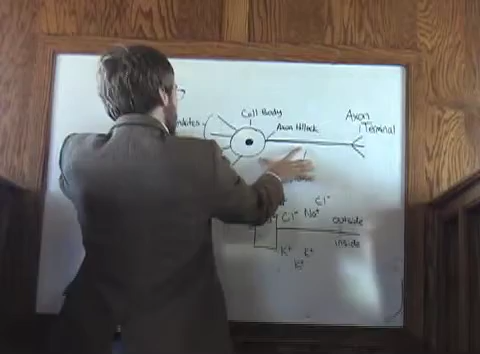 Cell Body
Axon Hillock
Axon
Terminal
Cl⁻
Cl⁻ Na⁺
outside
inside
K⁺ K⁺
K⁺